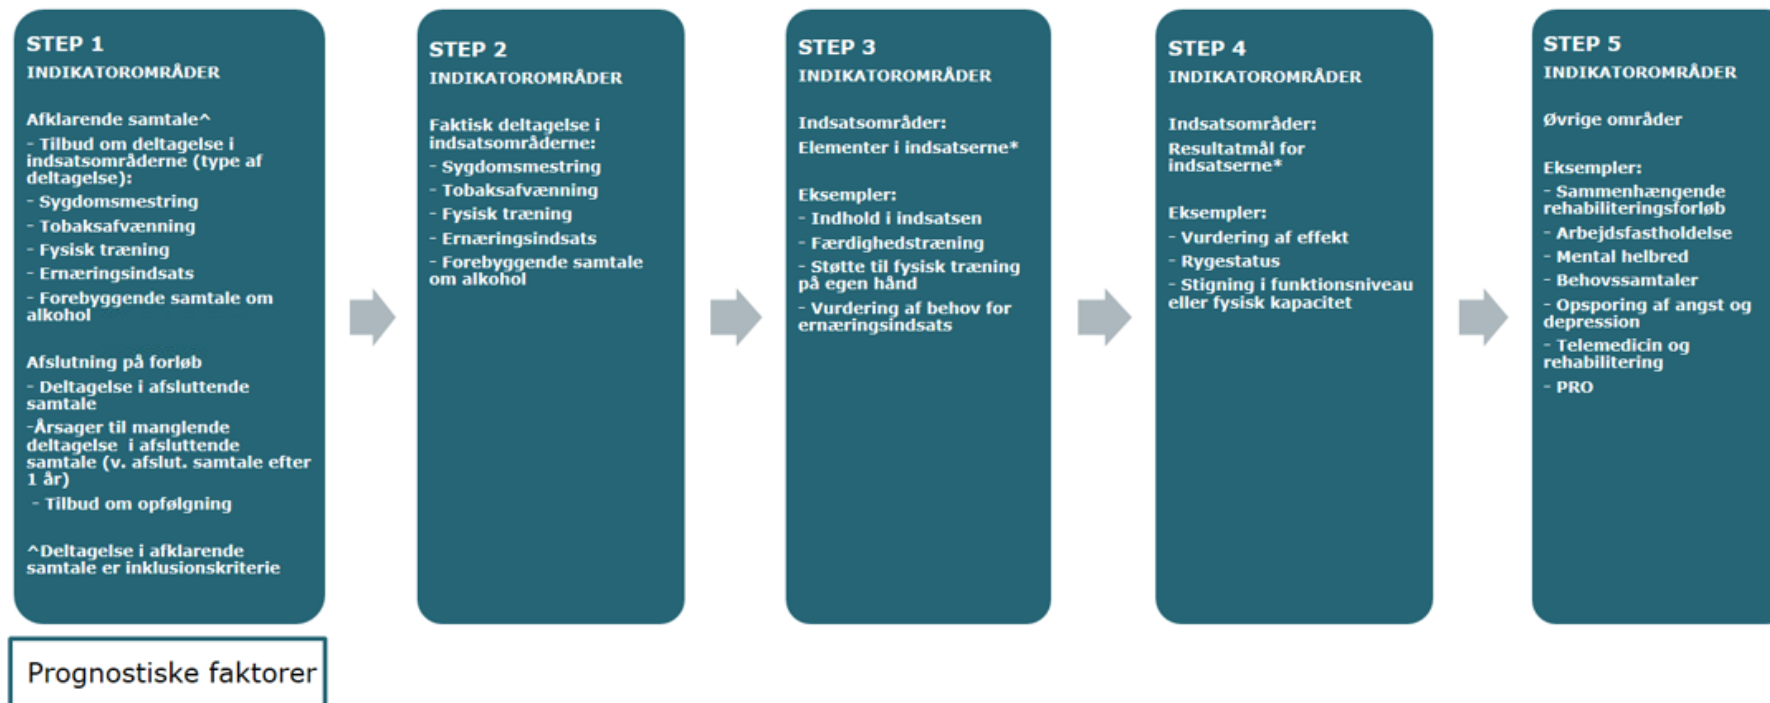 STEP 1
INDIKATOROMRÅDER
Afklarende samtale^
- Tilbud om deltagelse i
indsatsområderne (type af
deltagelse):
- Sygdomsmestring
- Tobaksafvænning
- Fysisk træning
- Ernæringsindsats
- Forebyggende samtale om
alkohol
Afslutning på forløb
- Deltagelse i afsluttende
samtale
-Årsager til manglende
deltagelse i afsluttende
samtale (v. afslut. samtale efter
1 år)
- Tilbud om opfølgning
^Deltagelse i afklarende
samtale er inklusionskriterie
STEP 2
INDIKATOROMRÅDER
Faktisk deltagelse i
indsatsområderne:
- Sygdomsmestring
- Tobaksafvænning
- Fysisk træning
- Ernæringsindsats
- Forebyggende samtale
om alkohol
STEP 3
INDIKATOROMRÅDER
Indsatsområder:
Elementer i indsatserne*
Eksempler:
- Indhold i indsatsen
- Færdighedstræning
- Støtte til fysisk træning
på egen hånd
- Vurdering af behov for
ernæringsindsats
STEP 4
INDIKATOROMRÅDER
Indsatsområder:
Resultatmål for
indsatserne*
Eksempler:
- Vurdering af effekt
- Rygestatus
- Stigning i funktionsniveau
eller fysisk kapacitet
STEP 5
INDIKATOROMRÅDER
Øvrige områder
Eksempler:
- Sammenhængende
rehabiliteringsforløb
- Arbejdsfastholdelse
- Mental helbred
- Behovssamtaler
- Opsporing af angst og
depression
- Telemedicin og
rehabilitering
- PRO
Prognostiske faktorer